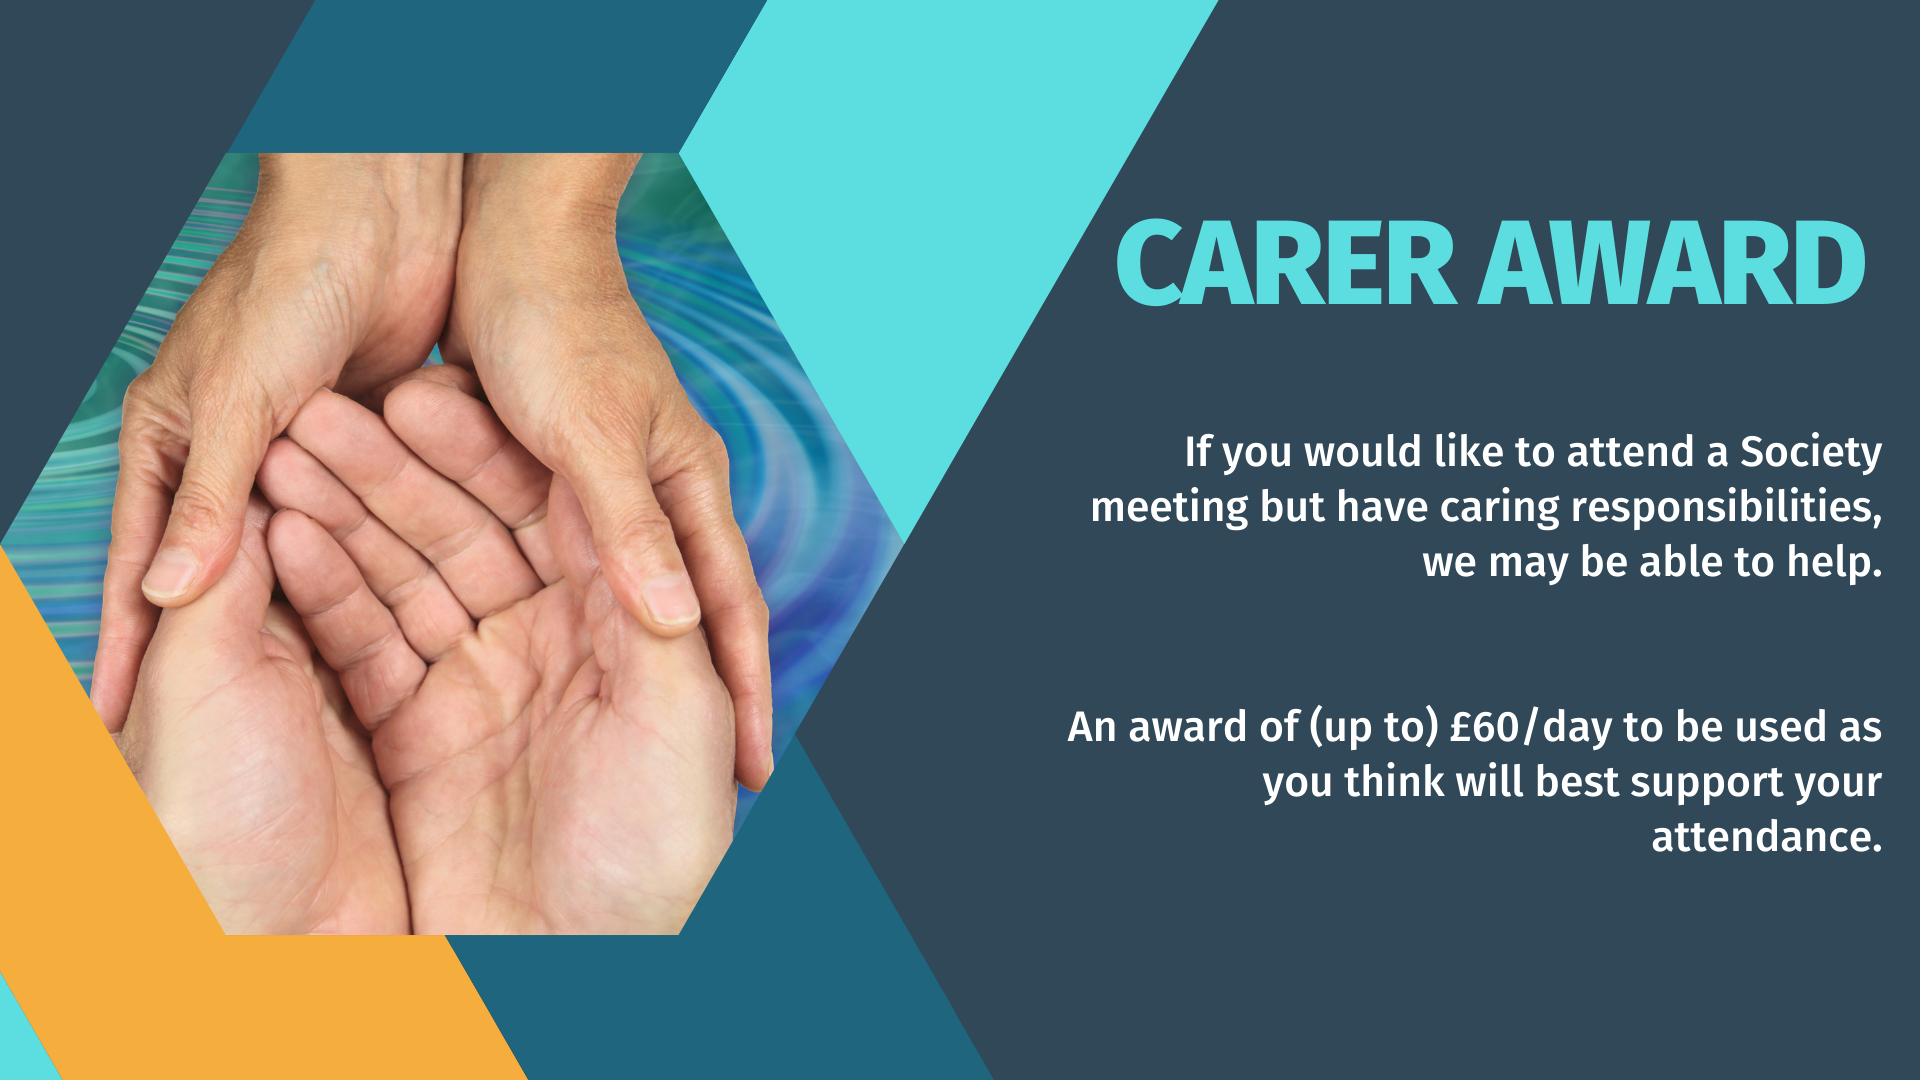 CARER AWARD
If you would like to attend a Society
meeting but have caring responsibilities,
we may be able to help.
An award of (up to) £60/day to be used as
you think will best support your
attendance.